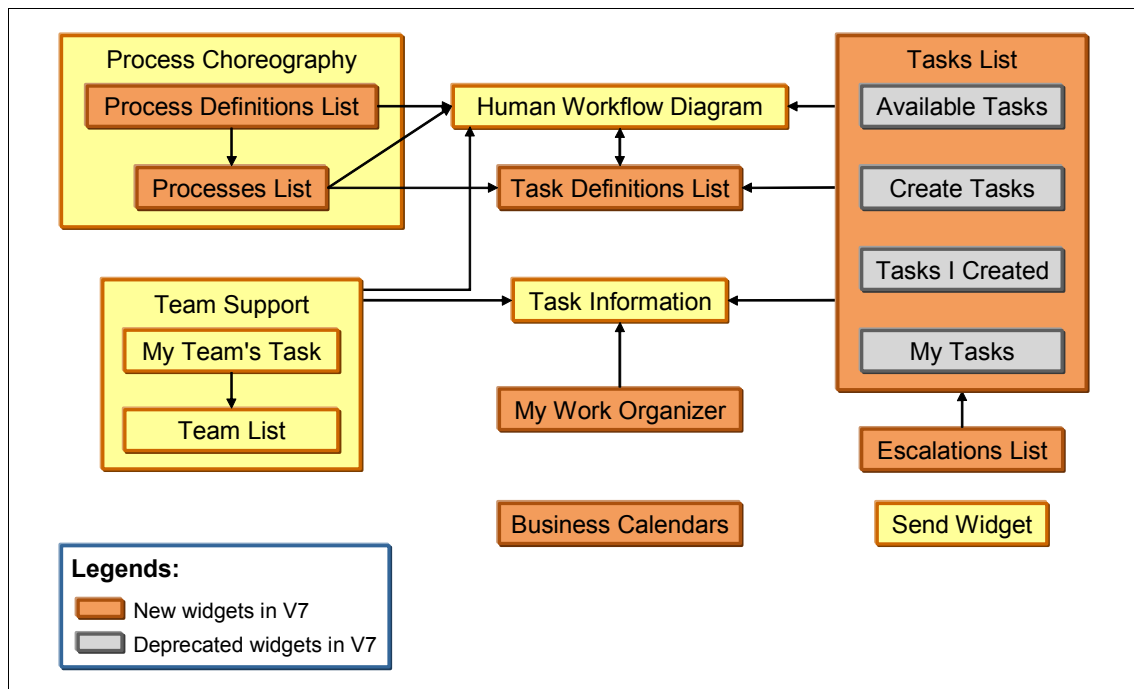 Process Choreography
Process Definitions List
Processes List
Human Workflow Diagram
Task Definitions List
Tasks List
Available Tasks
Create Tasks
Tasks I Created
My Tasks
Team Support
My Team's Task
Team List
Task Information
My Work Organizer
Escalations List
Business Calendars
Send Widget
Legends:
New widgets in V7
Deprecated widgets in V7